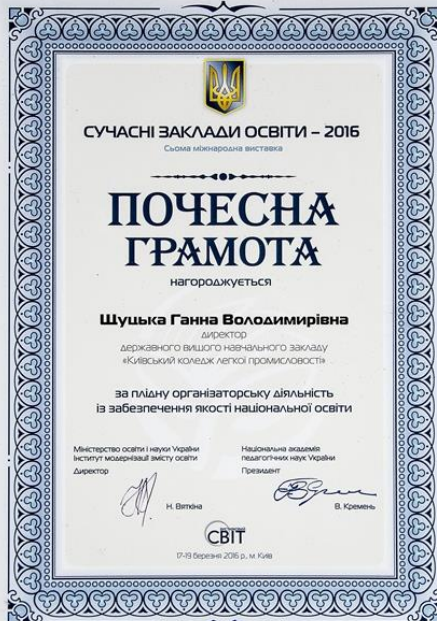 СУЧАСНІ ЗАКЛАДИ ОСВІТИ – 2016
Сьома міжнародна виставка
ПОЧЕСНА
ГРАМОТА
нагороджується
Щуцька Ганна Володимирівна
директор
державного вищого навчального закладу
«Київський коледж легкої промисловості»
за плідну організаторську діяльність
із забезпечення якості національної освіти
Міністерство освіти і науки України
Інститут модернізації змісту освіти
Директор
Н. Вяткіна
Національна академія
педагогічних наук України
Президент
В. Кремень
СВІТ
17-19 березня 2016 р., м. Київ